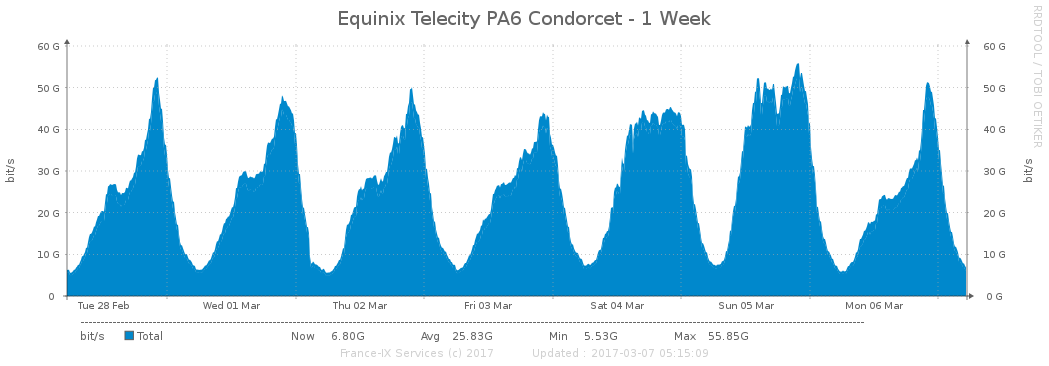 Equinix Telecity PA6 Condorcet - 1 Week
RRDTOOL / TOBI OETIKER
bit/s
60 G
50 G
40 G
30 G
20 G
10 G
0
60 G
50 G
40 G
30 G
20 G
10 G
0 G
bit/s
Tue 28 Feb Wed 01 Mar Thu 02 Mar Fri 03 Mar Sat 04 Mar Sun 05 Mar Mon 06 Mar
bit/s Total Now 6.80G Avg 25.83G Min 5.53G Max 55.85G
France-IX Services (c) 2017 Updated : 2017-03-07 05:15:09